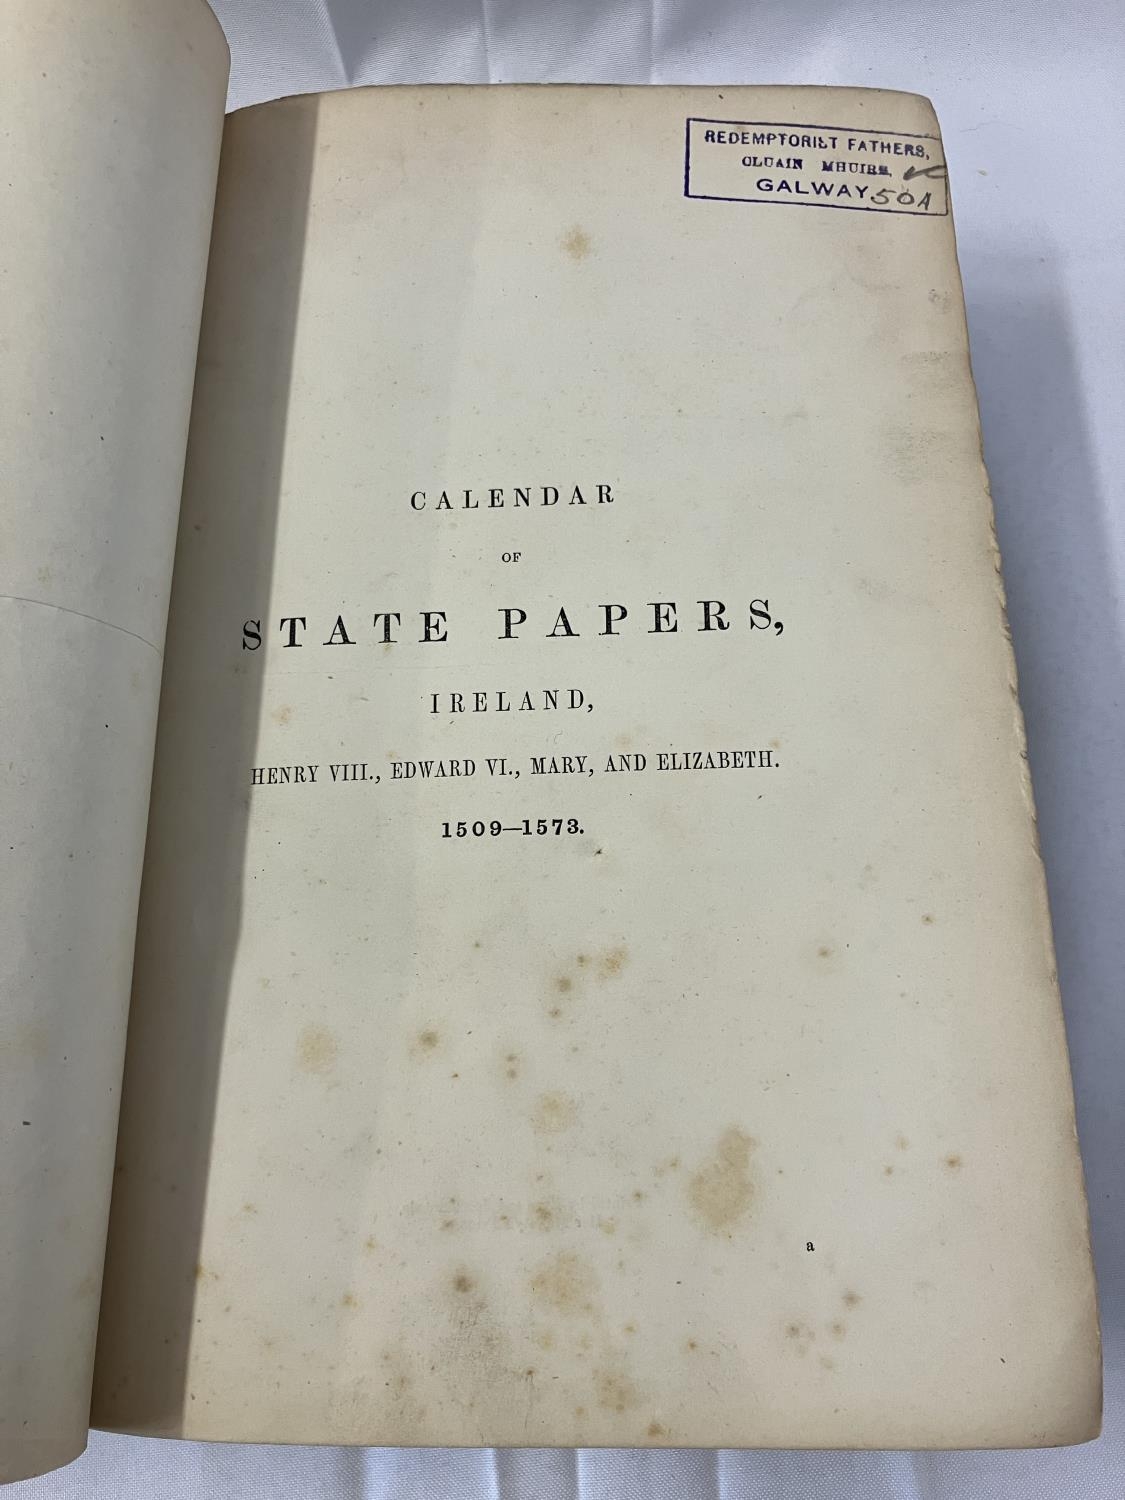 REDEMPTORIST FATHERS,
CLUAIN MHUIRE,
GALWAY 50A
CALENDAR
OF
STATE PAPERS,
IRELAND,
HENRY VIII., EDWARD VI., MARY, AND ELIZABETH.
1509—1573.
a